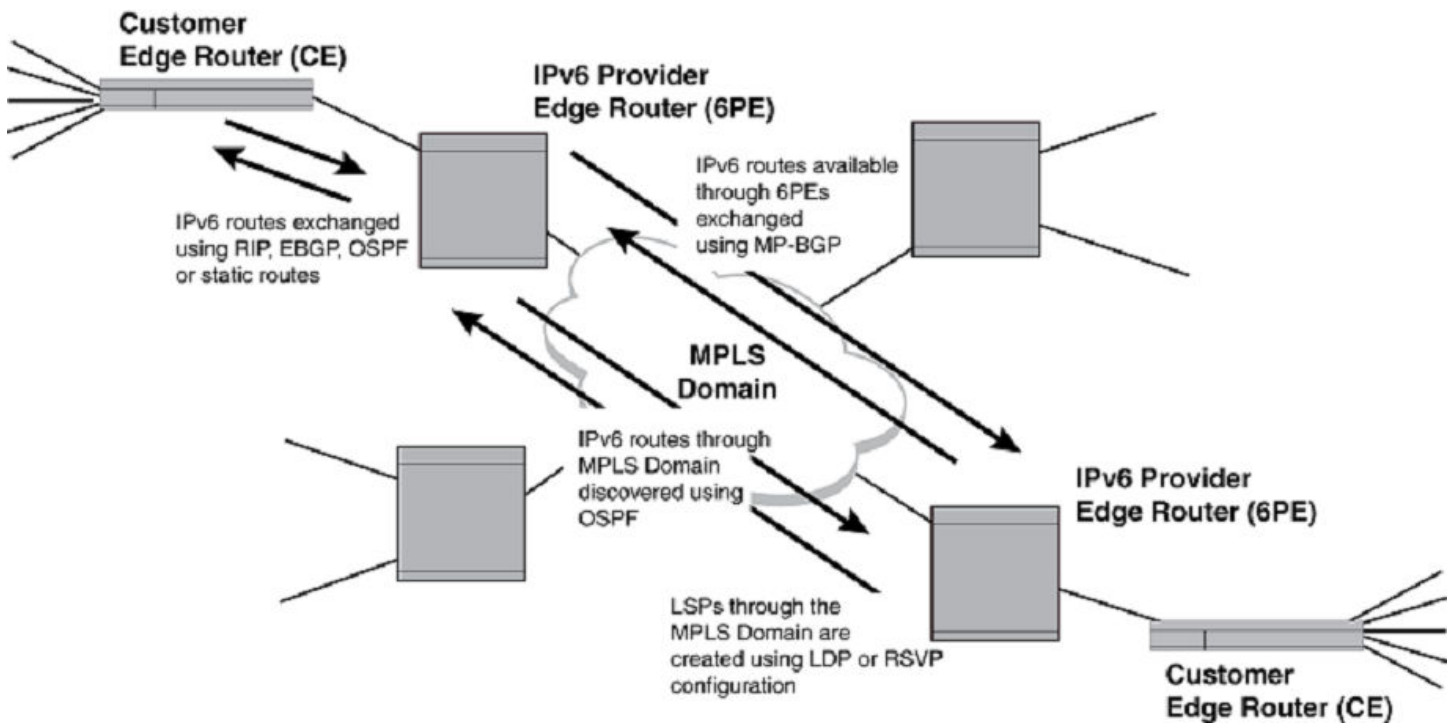 Customer
Edge Router (CE)
IPv6 Provider
Edge Router (6PE)
IPv6 routes available
through 6PEs
exchanged
using MP-BGP
IPv6 routes exchanged
using RIP, EBGP, OSPF
or static routes
MPLS
Domain
IPv6 routes through
MPLS Domain
discovered using
OSPF
IPv6 Provider
Edge Router (6PE)
LSPs through the
MPLS Domain are
created using LDP or RSVP
configuration
Customer
Edge Router (CE)